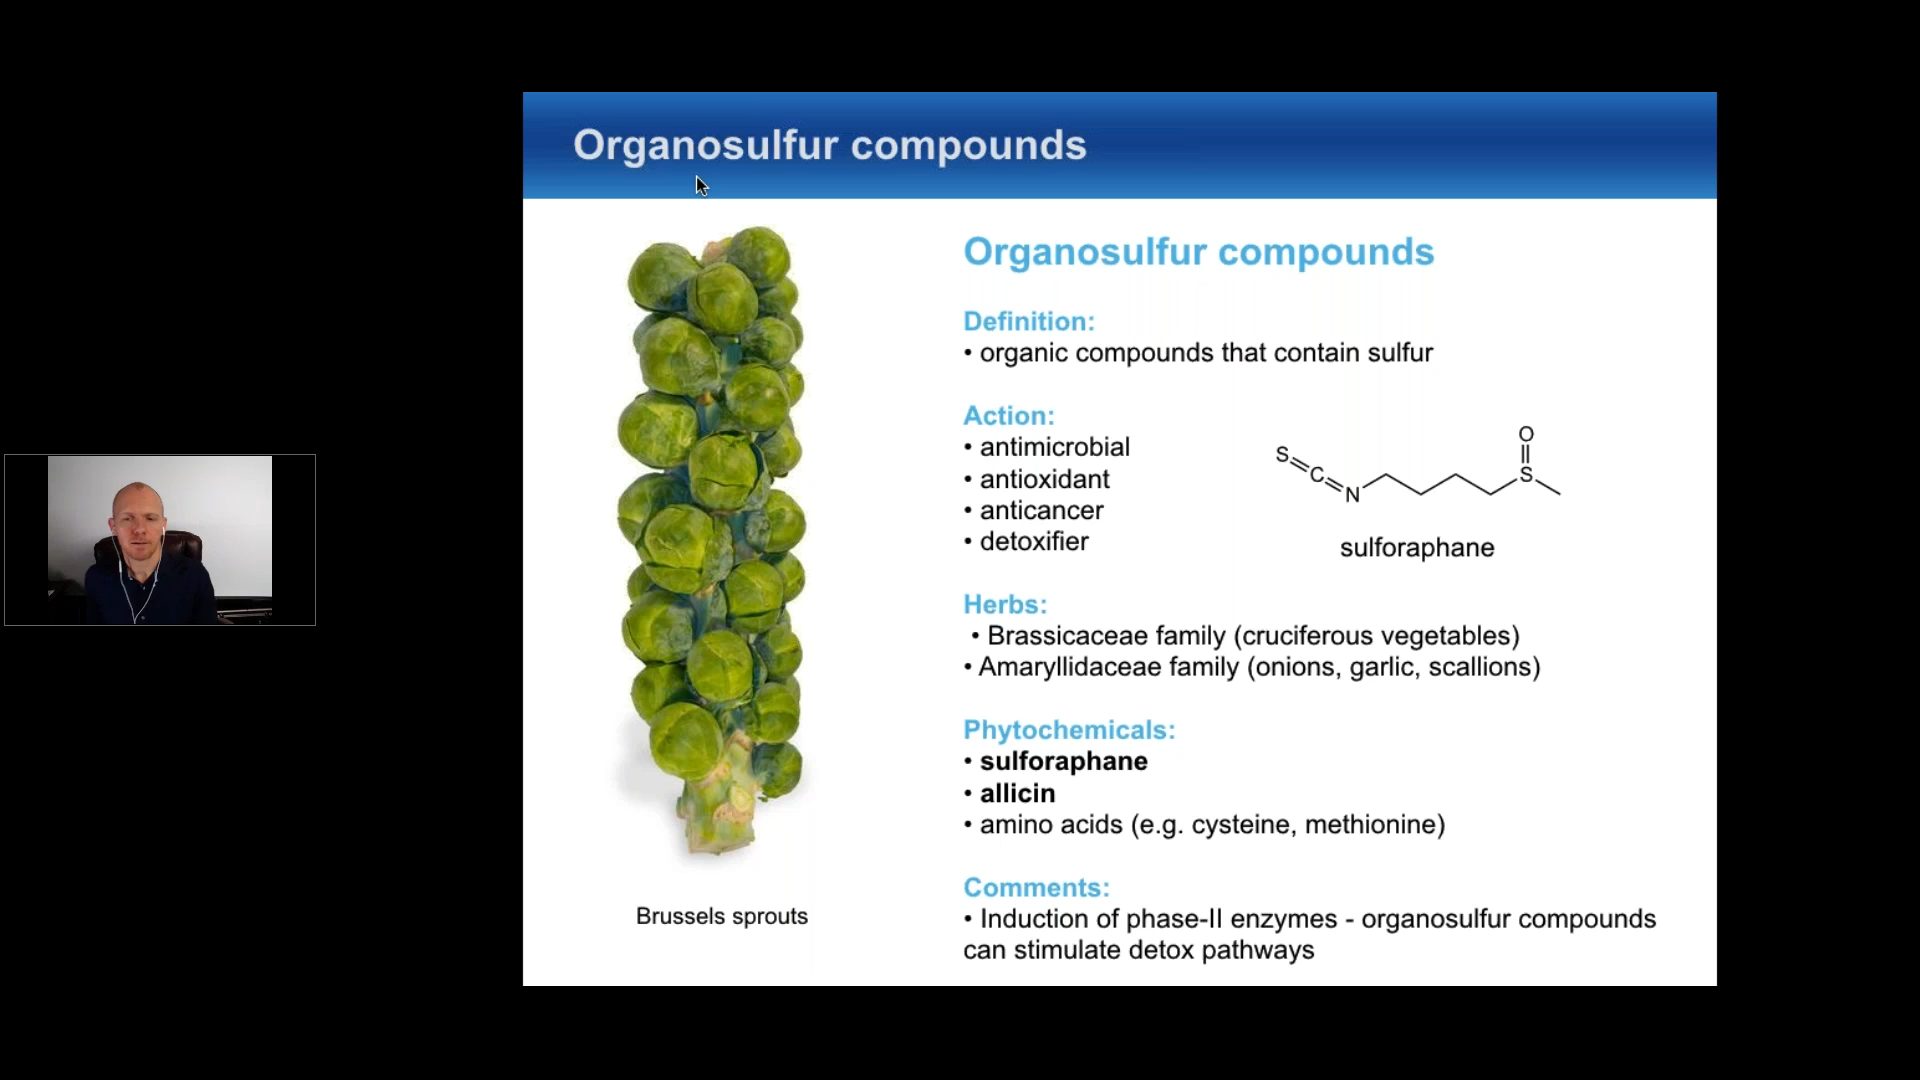 Organosulfur compounds
Organosulfur compounds
Definition:
• organic compounds that contain sulfur
Action:
• antimicrobial
• antioxidant
• anticancer
• detoxifier
O
S
C
N
S
sulforaphane
Herbs:
• Brassicaceae family (cruciferous vegetables)
• Amaryllidaceae family (onions, garlic, scallions)
Phytochemicals:
• sulforaphane
• allicin
• amino acids (e.g. cysteine, methionine)
Comments:
• Induction of phase-II enzymes - organosulfur compounds
can stimulate detox pathways
Brussels sprouts